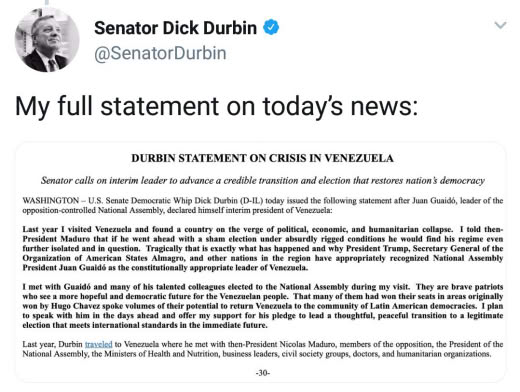 Senator Dick Durbin
@SenatorDurbin
My full statement on today's news:
DURBIN STATEMENT ON CRISIS IN VENEZUELA
Senator calls on interim leader to advance a credible transition and election that restores nation's democracy
WASHINGTON – U.S. Senate Democratic Whip Dick Durbin (D-IL) today issued the following statement after Juan Guaidó, leader of the
opposition-controlled National Assembly, declared himself interim president of Venezuela:
Last year I visited Venezuela and found a country on the verge of political, economic, and humanitarian collapse. I told then-
President Maduro that if he went ahead with a sham election under absurdly rigged conditions he would find his regime even
further isolated and in question. Tragically that is exactly what has happened and why President Trump, Secretary General of the
Organization of American States Almagro, and other nations in the region have appropriately recognized National Assembly
President Juan Guaidó as the constitutionally appropriate leader of Venezuela.
I met with Guaidó and many of his talented colleagues elected to the National Assembly during my visit. They are brave patriots
who see a more hopeful and democratic future for the Venezuelan people. That many of them had won their seats in areas originally
won by Hugo Chavez spoke volumes of their potential to return Venezuela to the community of Latin American democracies. I plan
to speak with him in the days ahead and offer my support for his pledge to lead a thoughtful, peaceful transition to a legitimate
election that meets international standards in the immediate future.
Last year, Durbin traveled to Venezuela where he met with then-President Nicolas Maduro, members of the opposition, the President of the
National Assembly, the Ministers of Health and Nutrition, business leaders, civil society groups, doctors, and humanitarian organizations.
-30-